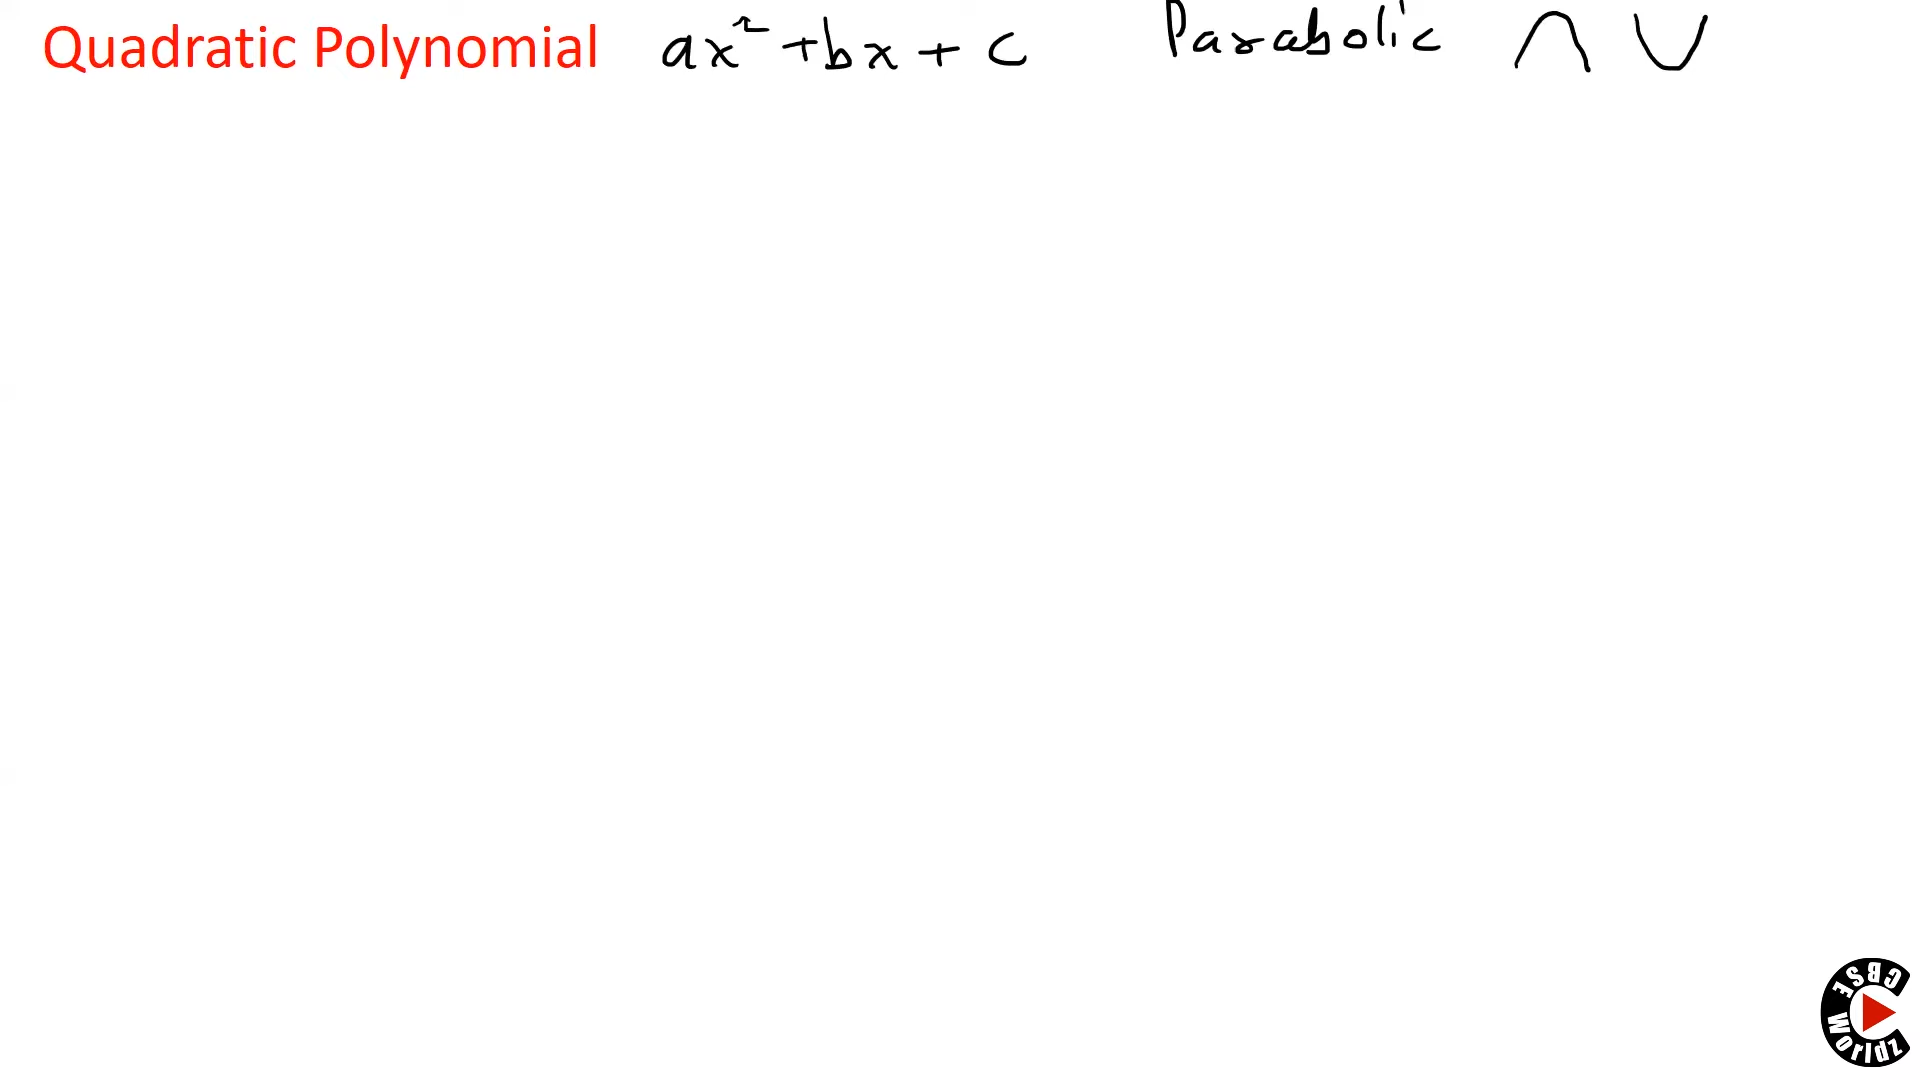 Quadratic Polynomial ax² + bx + c Parabolic
CBSE Worldz